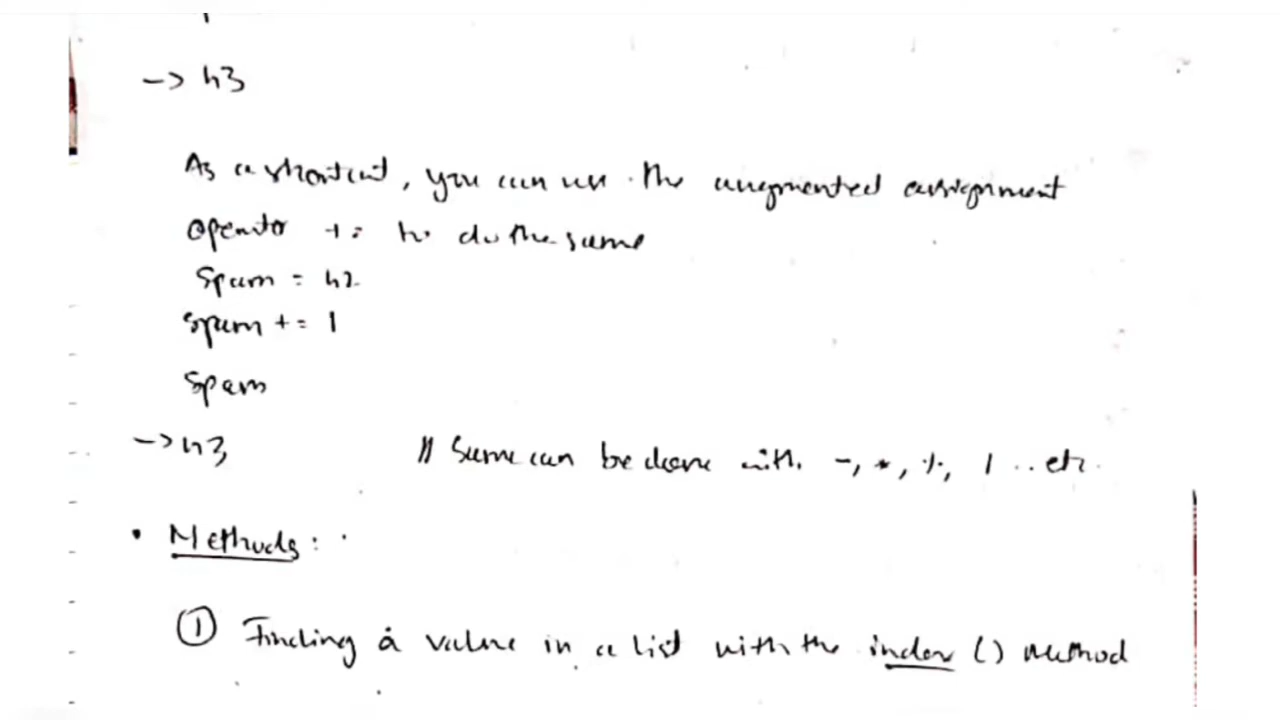 -> 43
As a shortcut, you can use the augmented assignment
operato += to do the same
Spam = 42
Spam += 1
Spam
-> 43 // Same can be done with -, *, %, / .. etc.
• Methods:
① Finding a value in a list with the index () method